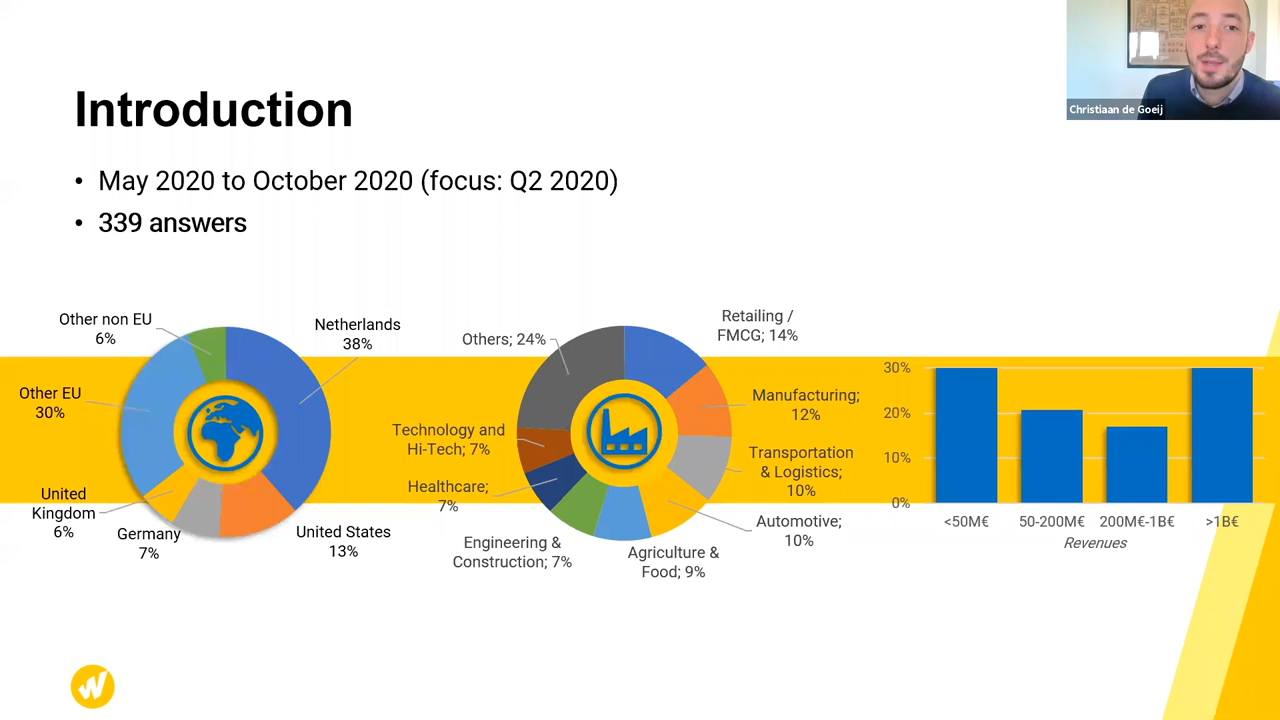 Christiaan de Goeij
Introduction
• May 2020 to October 2020 (focus: Q2 2020)
• 339 answers
Other non EU
6%
Netherlands
38%
Other EU
30%
United
Kingdom
6%
Germany
7%
United States
13%
Others; 24%
Retailing /
FMCG; 14%
Manufacturing;
12%
Technology and
Hi-Tech; 7%
Transportation
& Logistics;
10%
Healthcare;
7%
Automotive;
10%
Engineering &
Construction; 7%
Agriculture &
Food; 9%
30%
20%
10%
0%
<50M€ 50-200M€ 200M€-1B€ >1B€
Revenues